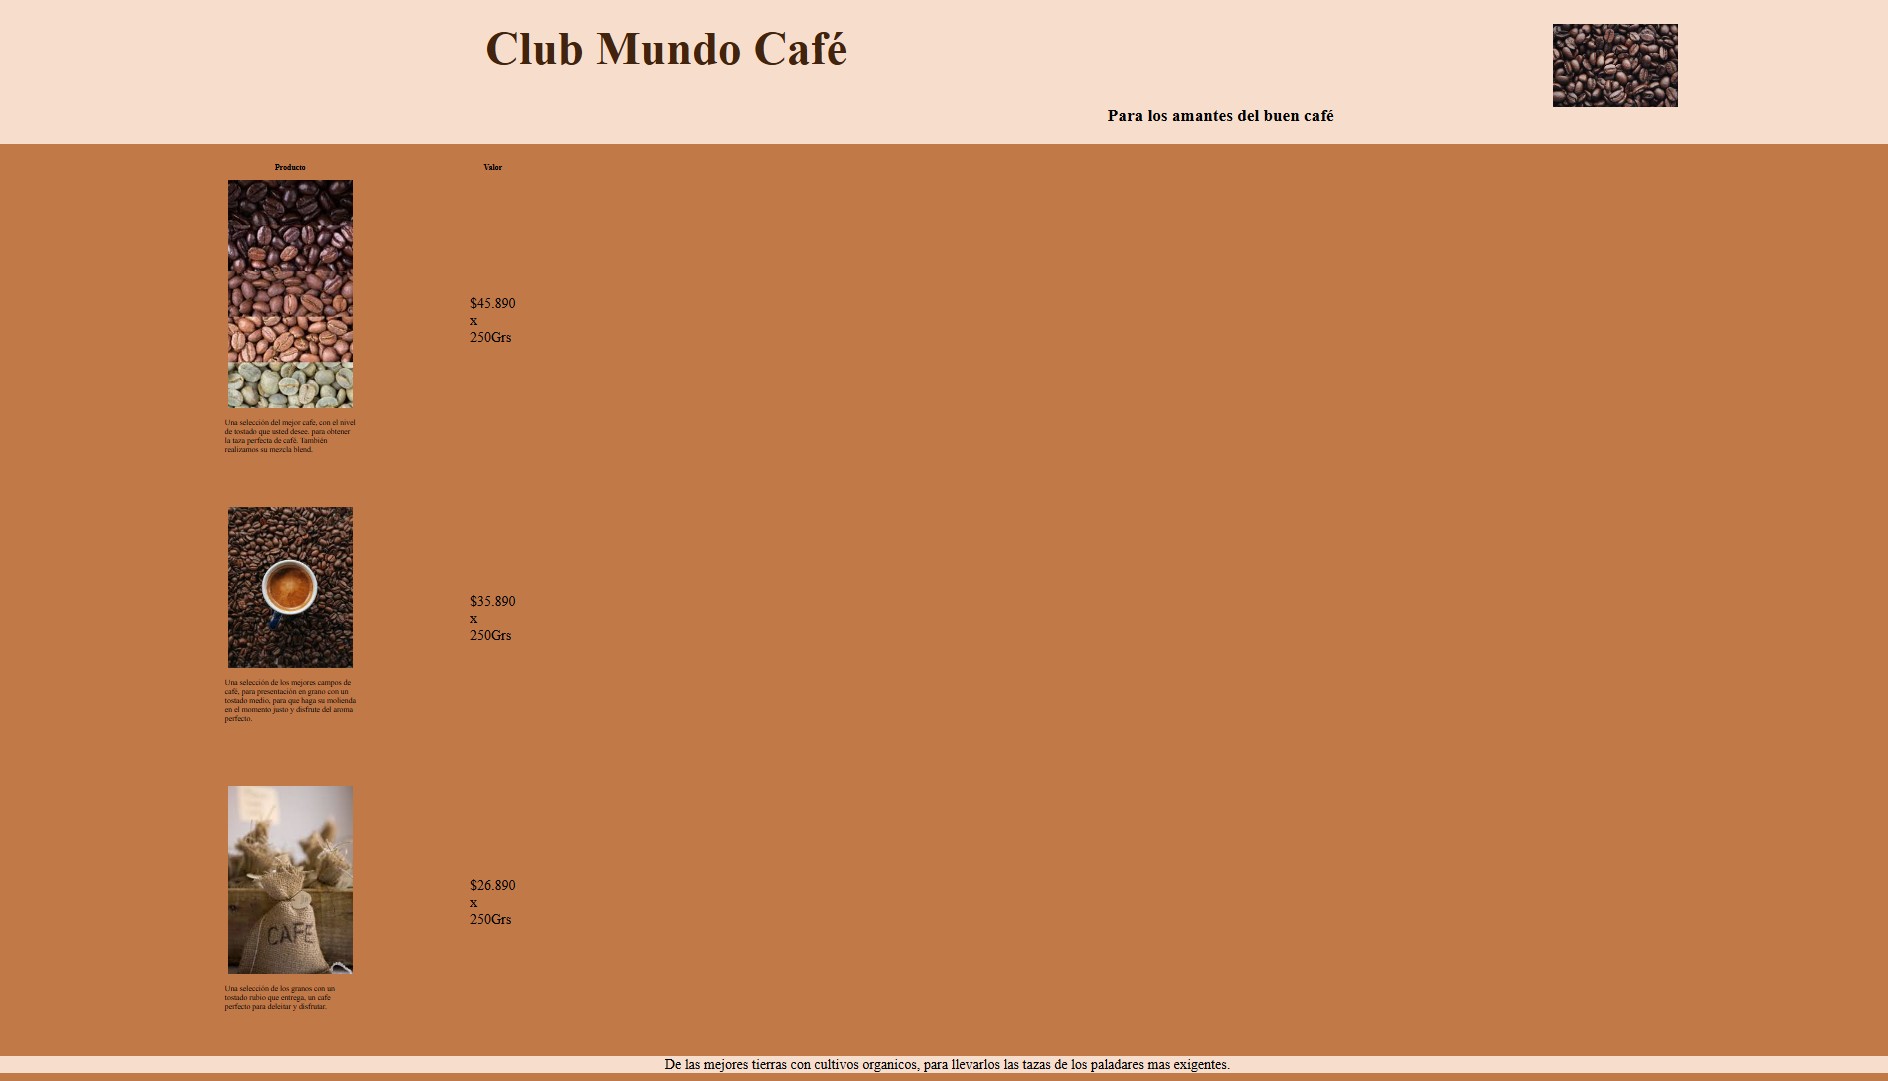 Club Mundo Café
Para los amantes del buen café
Producto
Valor
$45.890
x
250Grs
Una selección del mejor cafe, con el nivel
de tostado que usted desee, para obtener
la taza perfecta de café. También
realizamos su mezcla blend.
$35.890
x
250Grs
Una selección de los mejores campos de
café, para presentación en grano con un
tostado medio, para que haga su molienda
en el momento justo y disfrute del aroma
perfecto.
CAFE
$26.890
x
250Grs
Una selección de los granos con un
tostado rubio que entrega, un cafe
perfecto para deleitar y disfrutar.
De las mejores tierras con cultivos organicos, para llevarlos las tazas de los paladares mas exigentes.